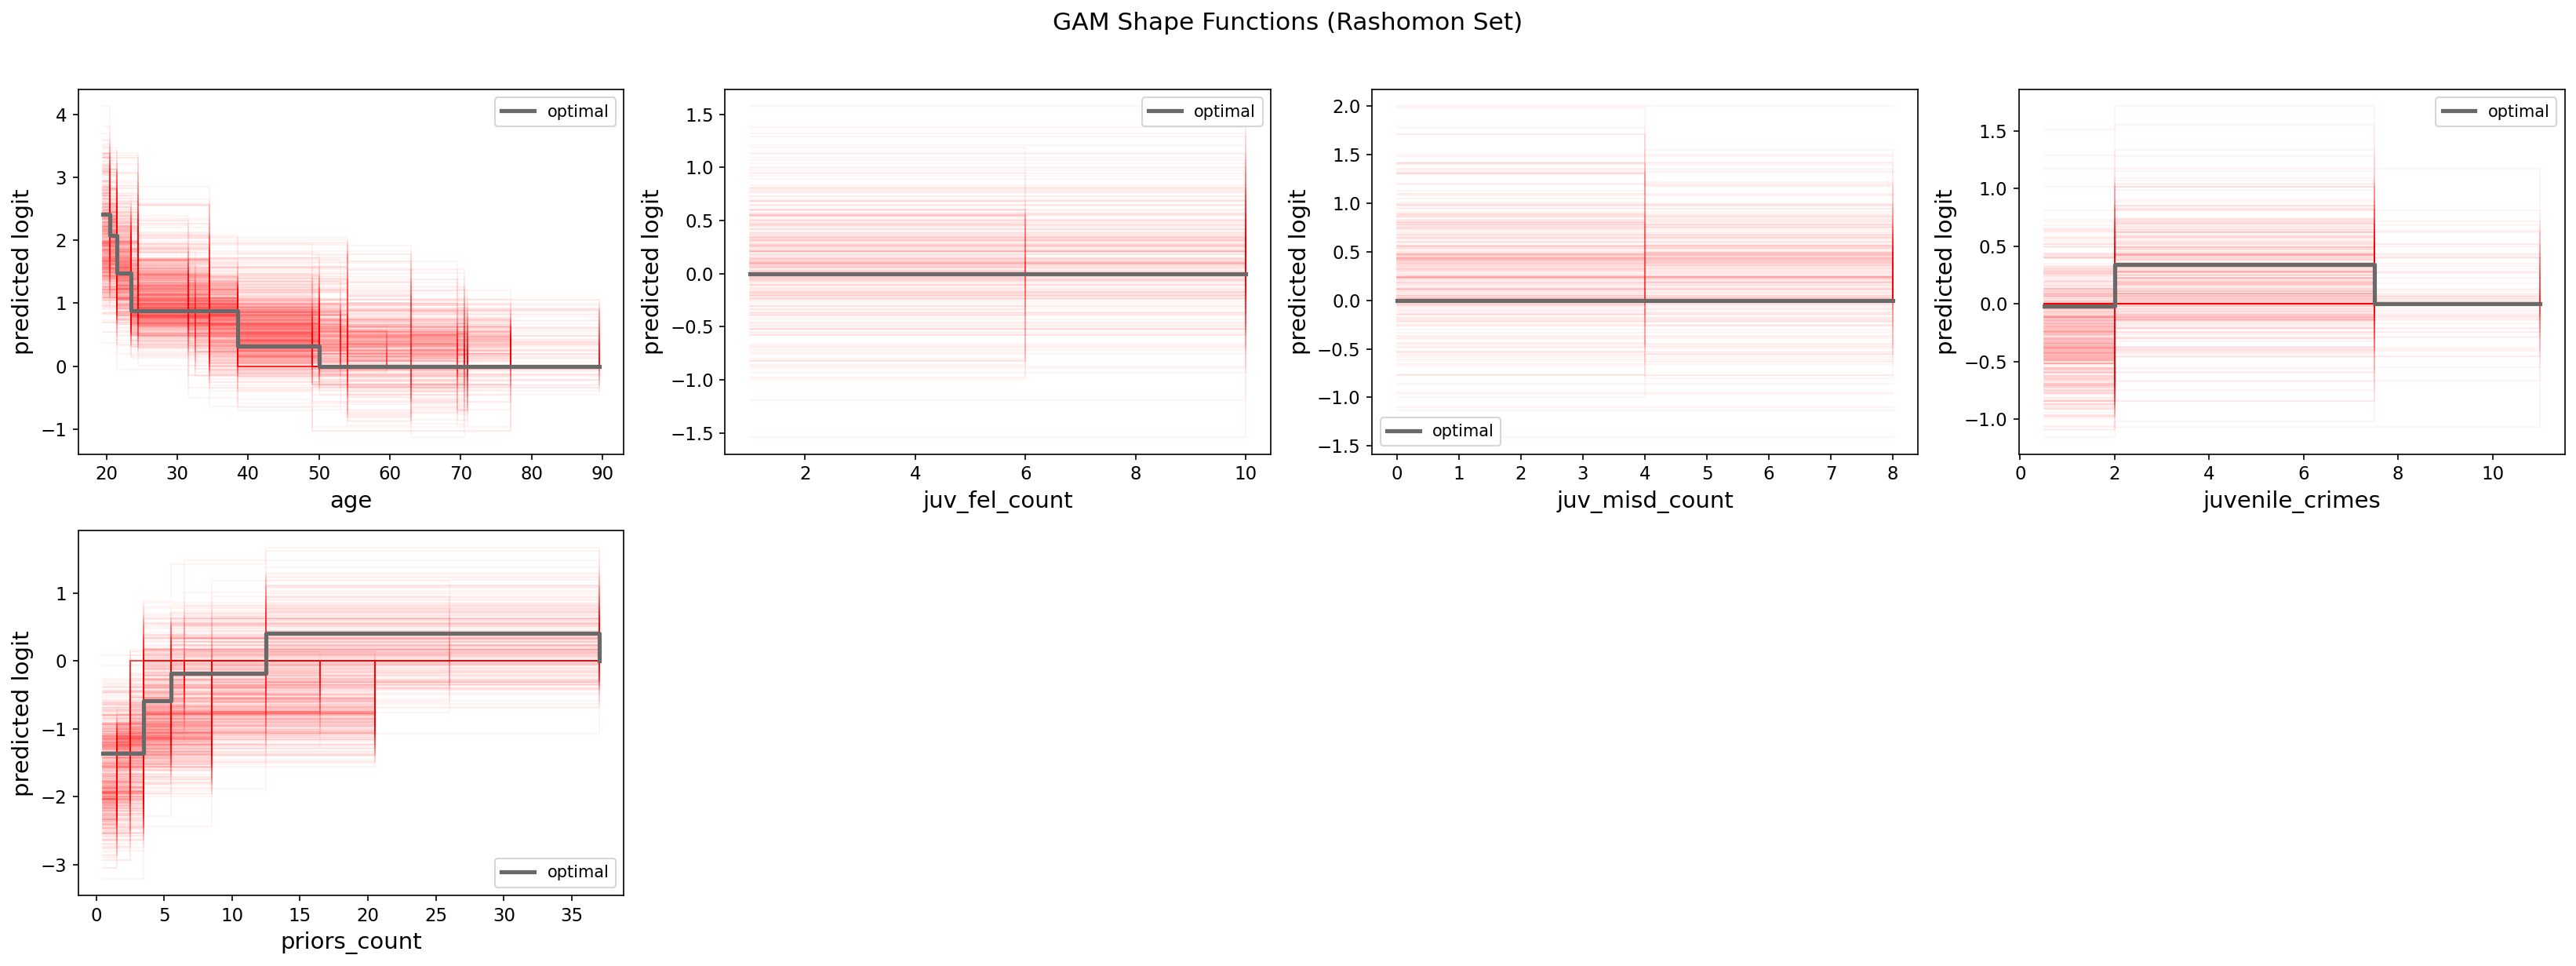 GAM Shape Functions (Rashomon Set)
predicted logit
4
3
2
1
0
−1
optimal
20 30 40 50 60 70 80 90
age
predicted logit
1.5
1.0
0.5
0.0
−0.5
−1.0
−1.5
optimal
2 4 6 8 10
juv_fel_count
predicted logit
2.0
1.5
1.0
0.5
0.0
−0.5
−1.0
−1.5
optimal
0 1 2 3 4 5 6 7 8
juv_misd_count
predicted logit
1.5
1.0
0.5
0.0
−0.5
−1.0
optimal
0 2 4 6 8 10
juvenile_crimes
predicted logit
1
0
−1
−2
−3
optimal
0 5 10 15 20 25 30 35
priors_count